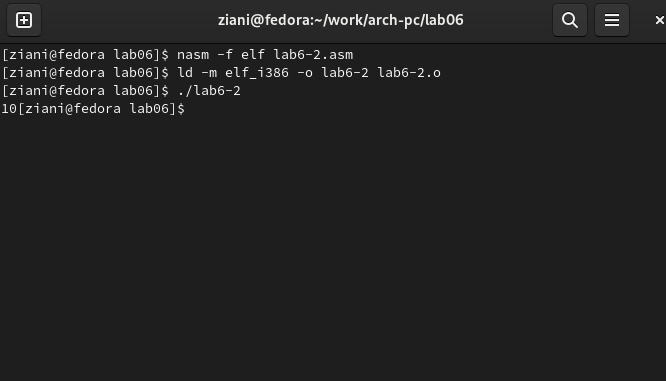 ziani@fedora:~/work/arch-pc/lab06
[ziani@fedora lab06]$ nasm -f elf lab6-2.asm
[ziani@fedora lab06]$ ld -m elf_i386 -o lab6-2 lab6-2.o
[ziani@fedora lab06]$ ./lab6-2
10[ziani@fedora lab06]$